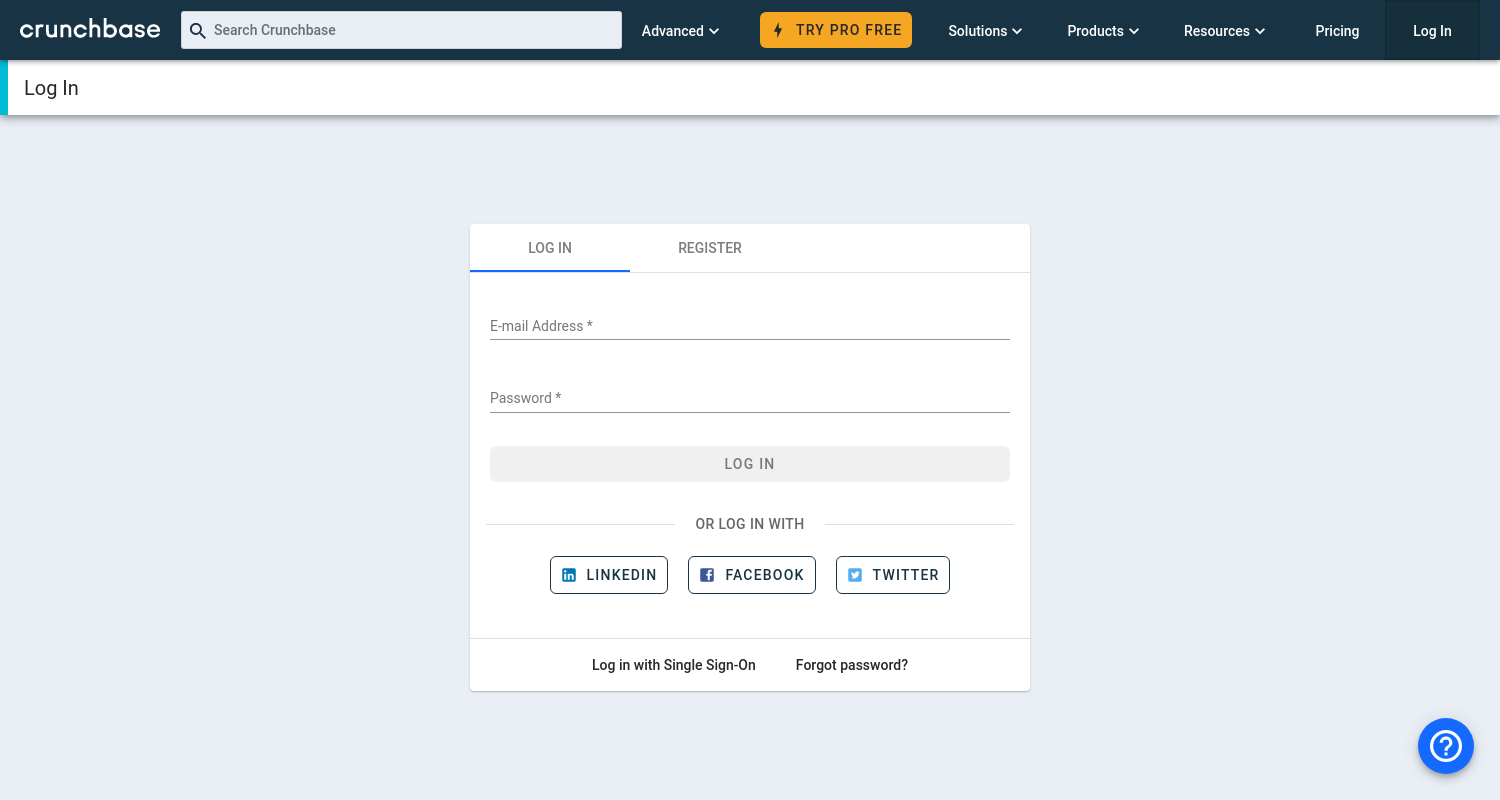 crunchbase
Search Crunchbase
Advanced
TRY PRO FREE
Solutions
Products
Resources
Pricing
Log In
Log In
LOG IN
REGISTER
E-mail Address *
Password *
LOG IN
OR LOG IN WITH
LINKEDIN
FACEBOOK
TWITTER
Log in with Single Sign-On
Forgot password?